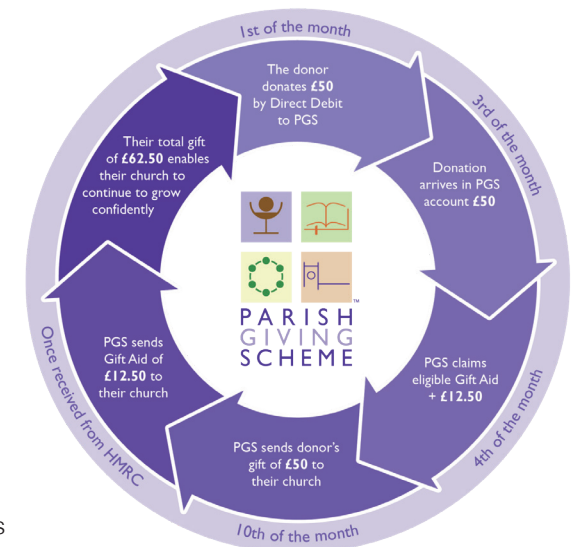 1st of the month
The donor
donates £50
by Direct Debit
to PGS
3rd of the month
Donation
arrives in PGS
account £50
4th of the month
PGS claims
eligible Gift Aid
+ £12.50
10th of the month
PGS sends donor's
gift of £50 to
their church
Once received from HMRC
PGS sends
Gift Aid of
£12.50 to
their church
Their total gift
of £62.50 enables
their church to
continue to grow
confidently
PARISH
GIVING
SCHEME
TM
s